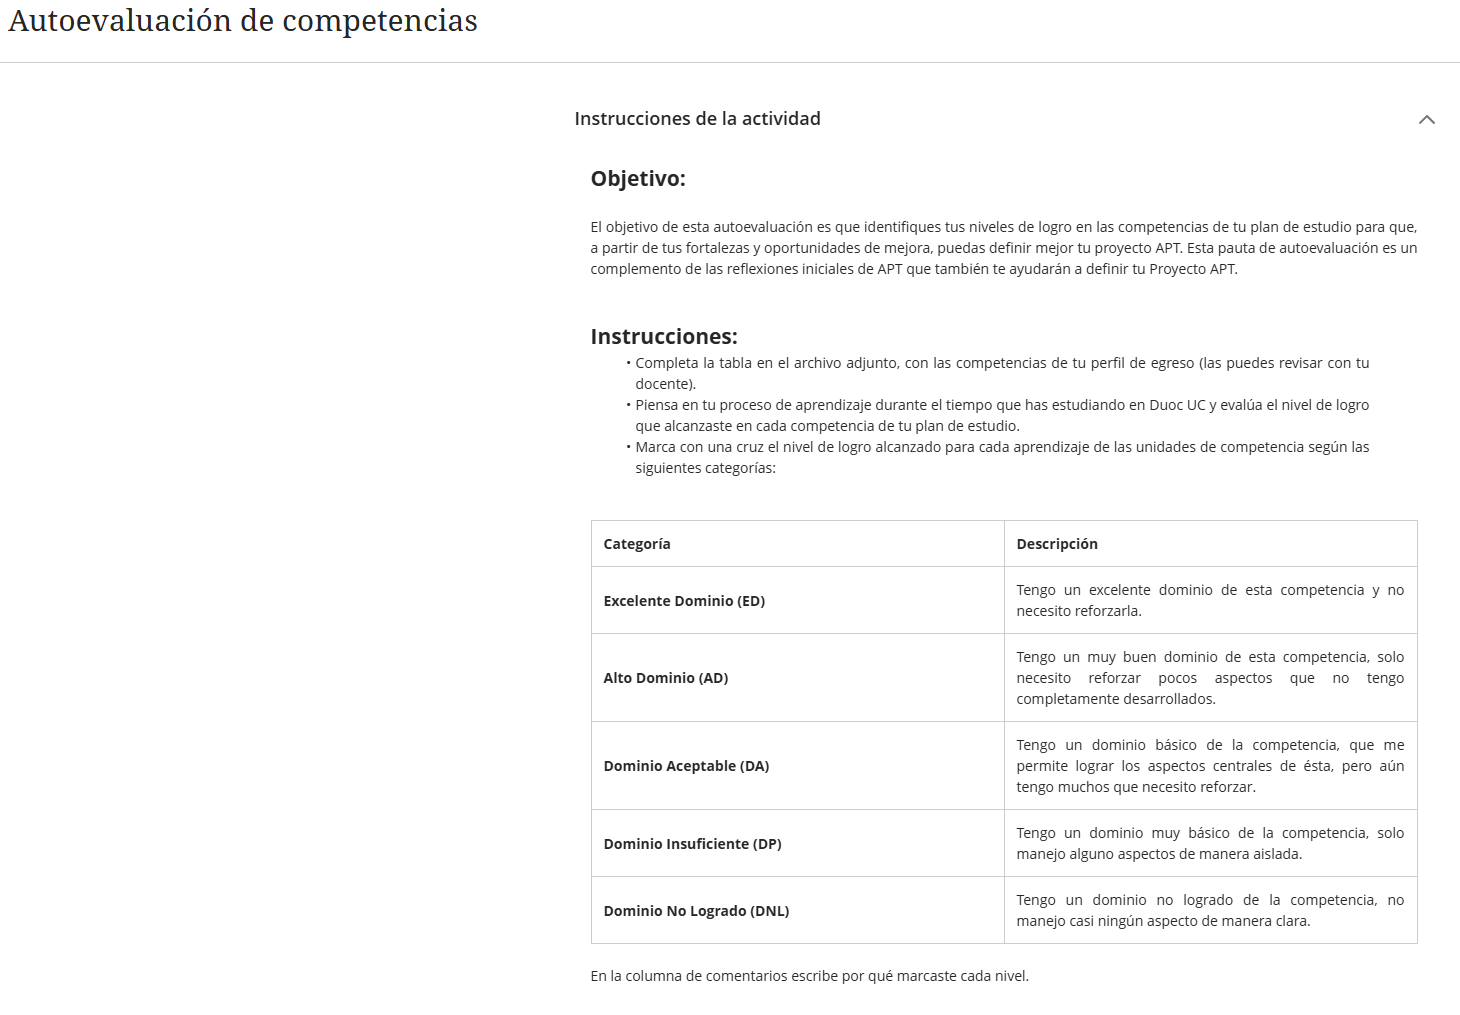 Autoevaluación de competencias
Instrucciones de la actividad
Objetivo:
El objetivo de esta autoevaluación es que identifiques tus niveles de logro en las competencias de tu plan de estudio para que,
a partir de tus fortalezas y oportunidades de mejora, puedas definir mejor tu proyecto APT. Esta pauta de autoevaluación es un
complemento de las reflexiones iniciales de APT que también te ayudarán a definir tu Proyecto APT.
Instrucciones:
• Completa la tabla en el archivo adjunto, con las competencias de tu perfil de egreso (las puedes revisar con tu
docente).
• Piensa en tu proceso de aprendizaje durante el tiempo que has estudiando en Duoc UC y evalúa el nivel de logro
que alcanzaste en cada competencia de tu plan de estudio.
• Marca con una cruz el nivel de logro alcanzado para cada aprendizaje de las unidades de competencia según las
siguientes categorías:
Categoría
Descripción
Excelente Dominio (ED)
Tengo un excelente dominio de esta competencia y no
necesito reforzarla.
Alto Dominio (AD)
Tengo un muy buen dominio de esta competencia, solo
necesito reforzar pocos aspectos que no tengo
completamente desarrollados.
Dominio Aceptable (DA)
Tengo un dominio básico de la competencia, que me
permite lograr los aspectos centrales de ésta, pero aún
tengo muchos que necesito reforzar.
Dominio Insuficiente (DP)
Tengo un dominio muy básico de la competencia, solo
manejo alguno aspectos de manera aislada.
Dominio No Logrado (DNL)
Tengo un dominio no logrado de la competencia, no
manejo casi ningún aspecto de manera clara.
En la columna de comentarios escribe por qué marcaste cada nivel.